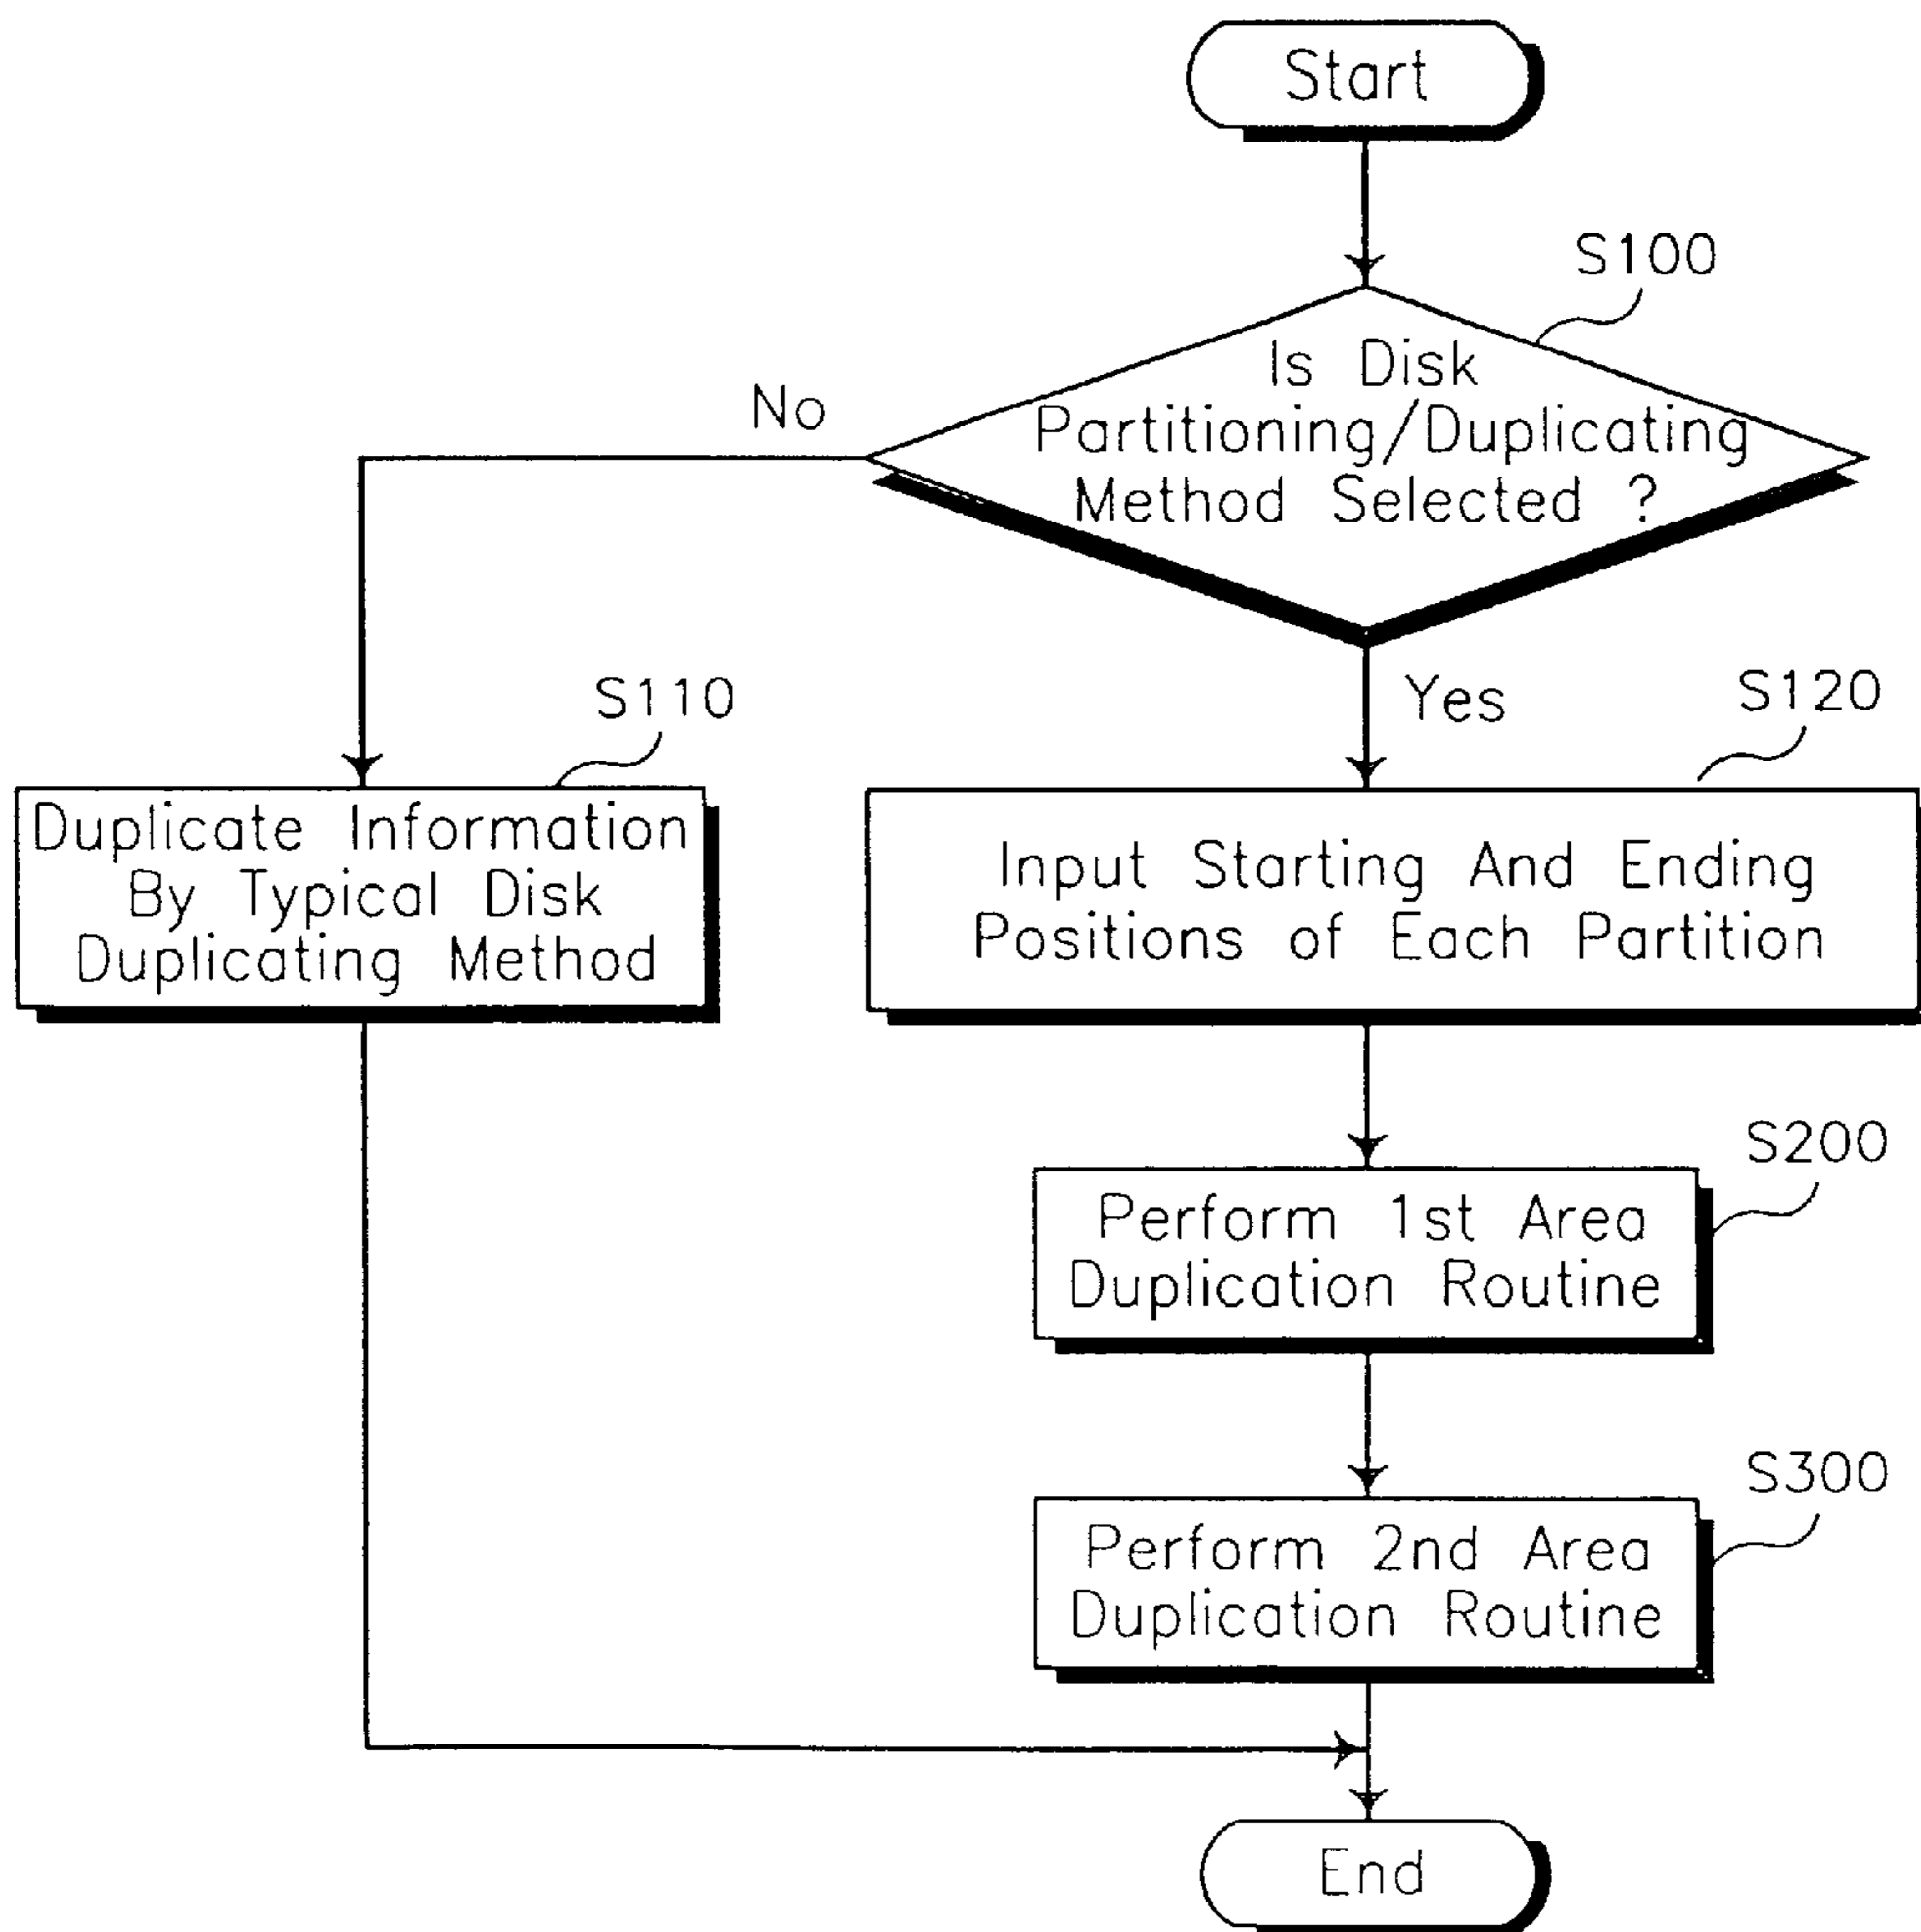 Start
S100
Is Disk
Partitioning/Duplicating
Method Selected ?
No
Yes
S110
Duplicate Information
By Typical Disk
Duplicating Method
S120
Input Starting And Ending
Positions of Each Partition
S200
Perform 1st Area
Duplication Routine
S300
Perform 2nd Area
Duplication Routine
End